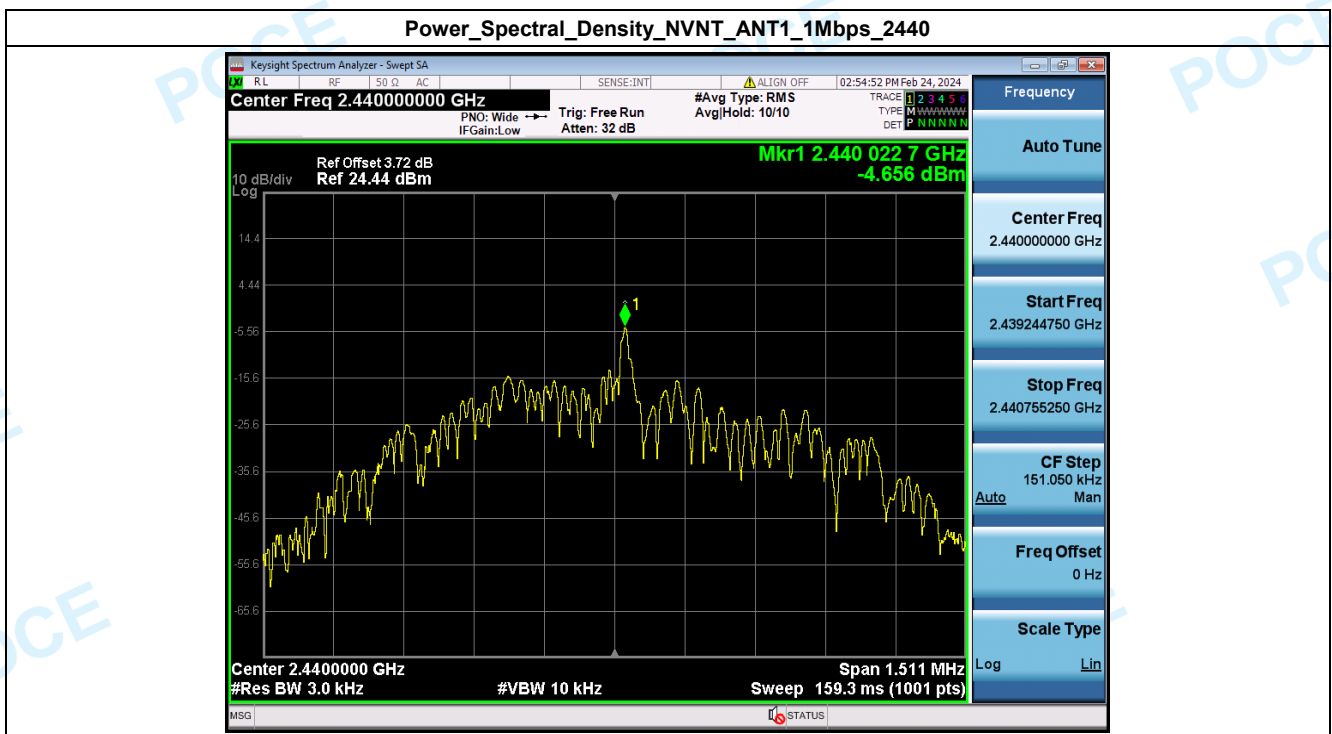 Power_Spectral_Density_NVNT_ANT1_1Mbps_2440
Keysight Spectrum Analyzer - Swept SA
LXI RL RF 50 Ω AC SENSE:INT ALIGN OFF 02:54:52 PM Feb 24, 2024
Center Freq 2.440000000 GHz
PNO: Wide
IFGain:Low
Trig: Free Run
Atten: 32 dB
#Avg Type: RMS
Avg|Hold: 10/10
TRACE 1 2 3 4 5 6
TYPE M WWWWW
DET P N N N N N
Mkr1 2.440 022 7 GHz
-4.656 dBm
Ref Offset 3.72 dB
10 dB/div Ref 24.44 dBm
Log
14.4
4.44
-5.56
-15.6
-25.6
-35.6
-45.6
-55.6
-65.6
1
Center 2.4400000 GHz Span 1.511 MHz
#Res BW 3.0 kHz #VBW 10 kHz Sweep 159.3 ms (1001 pts)
MSG STATUS
Frequency
Auto Tune
Center Freq
2.440000000 GHz
Start Freq
2.439244750 GHz
Stop Freq
2.440755250 GHz
CF Step
151.050 kHz
Auto Man
Freq Offset
0 Hz
Scale Type
Log Lin
POCE
POCE
POCE
POCE